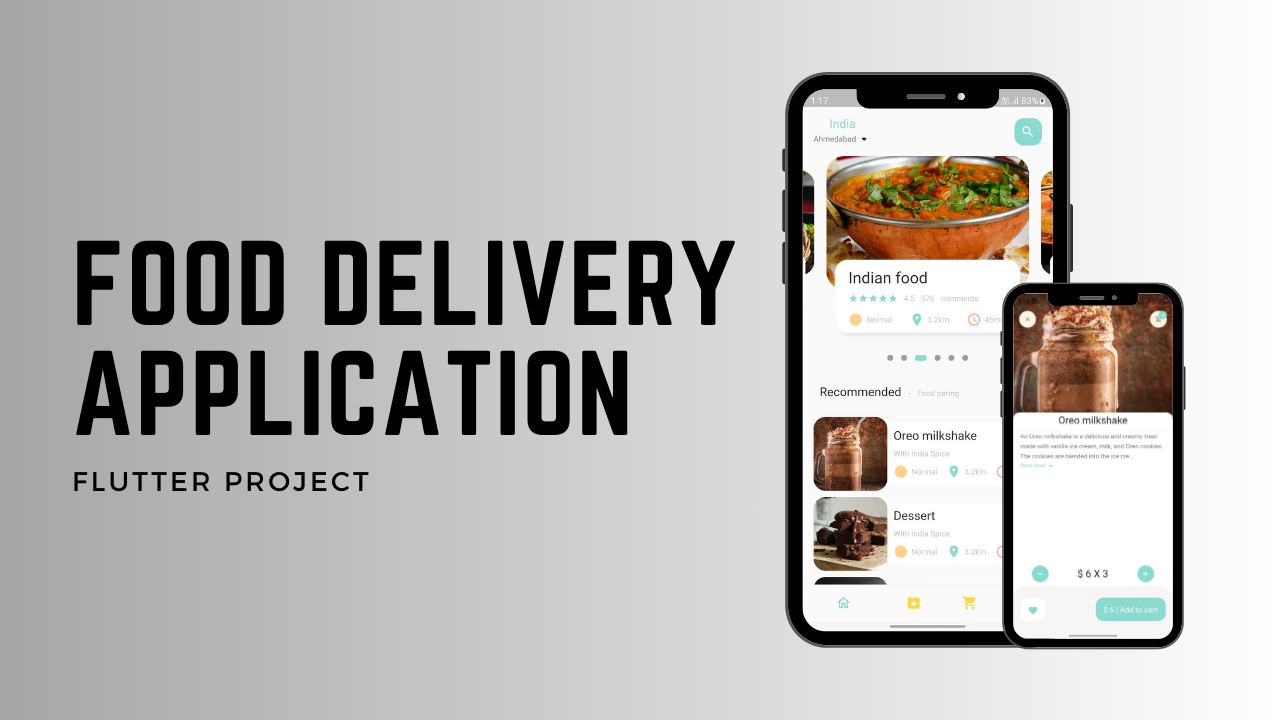 FOOD DELIVERY
APPLICATION
FLUTTER PROJECT
1:17
83%
India
Ahmedabad
Indian food
4.5 576 comments
Normal 3.2km 45m
Recommended
Food paring
Oreo milkshake
With India Spice
Normal 3.2km
Dessert
With India Spice
Normal 3.2km
Oreo milkshake
An Oreo milkshake is a delicious and creamy treat
made with vanilla ice cream, milk, and Oreo cookies.
The cookies are blended into the ice cre...
Show more
$ 6 X 3
$ 6 | Add to cart